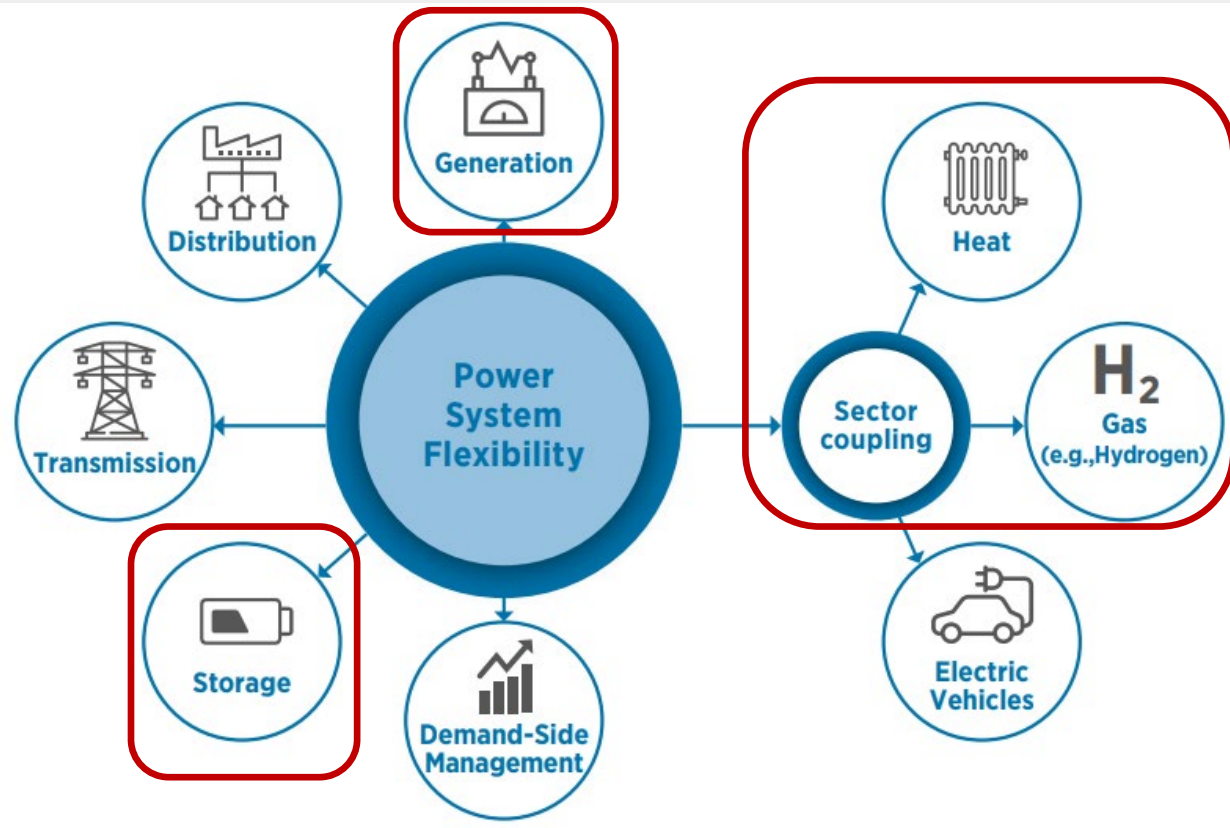 Generation
Distribution
Transmission
Storage
Demand-Side
Management
Power
System
Flexibility
Sector
coupling
Heat
H₂
Gas
(e.g.,Hydrogen)
Electric
Vehicles